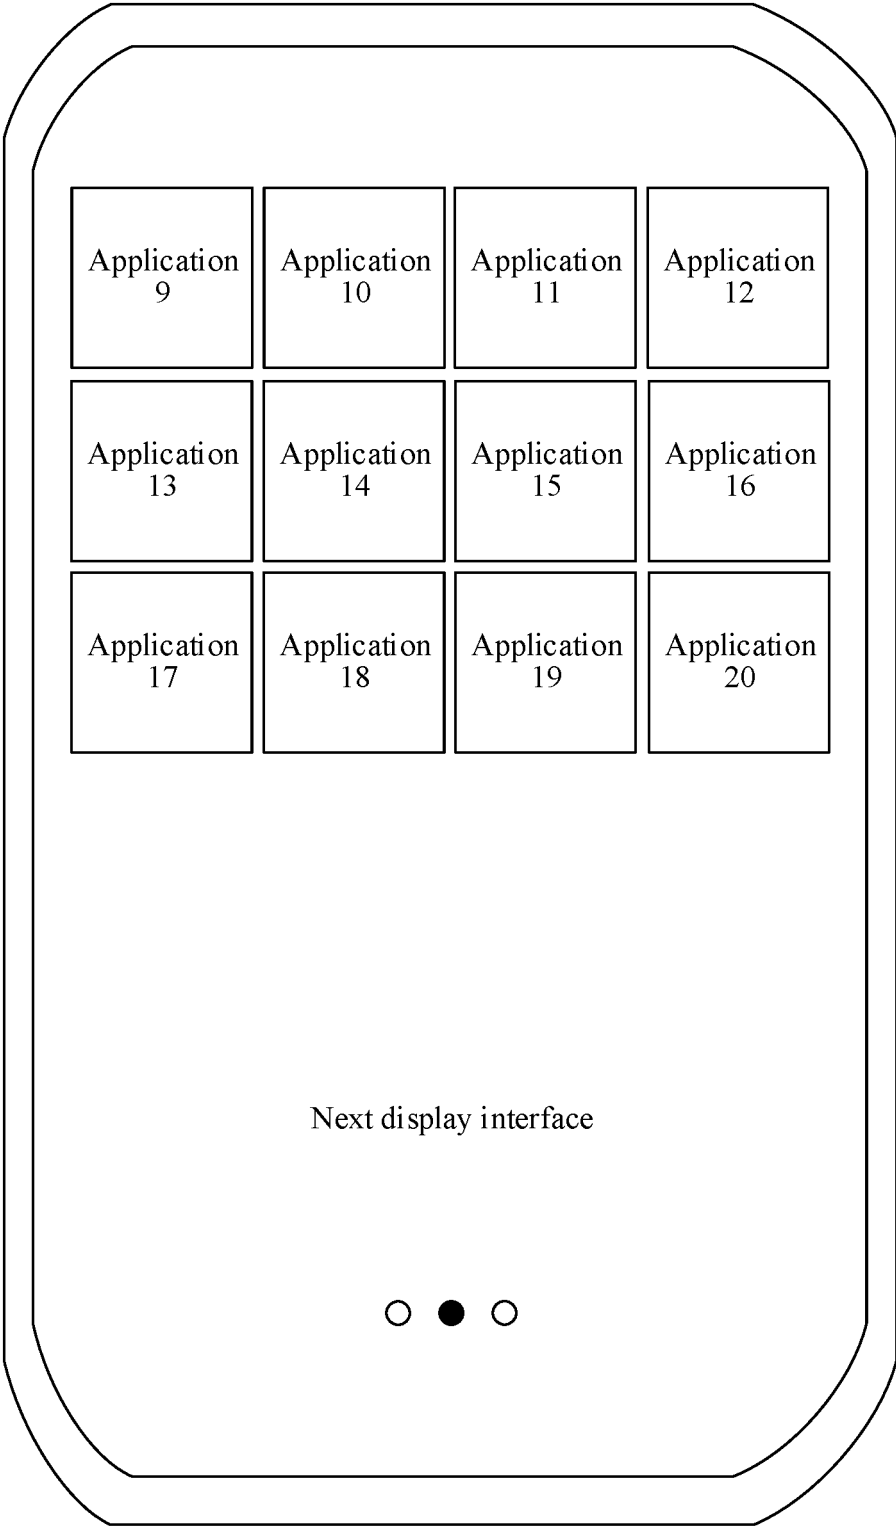 Application
9
Application
10
Application
11
Application
12
Application
13
Application
14
Application
15
Application
16
Application
17
Application
18
Application
19
Application
20
Next display interface